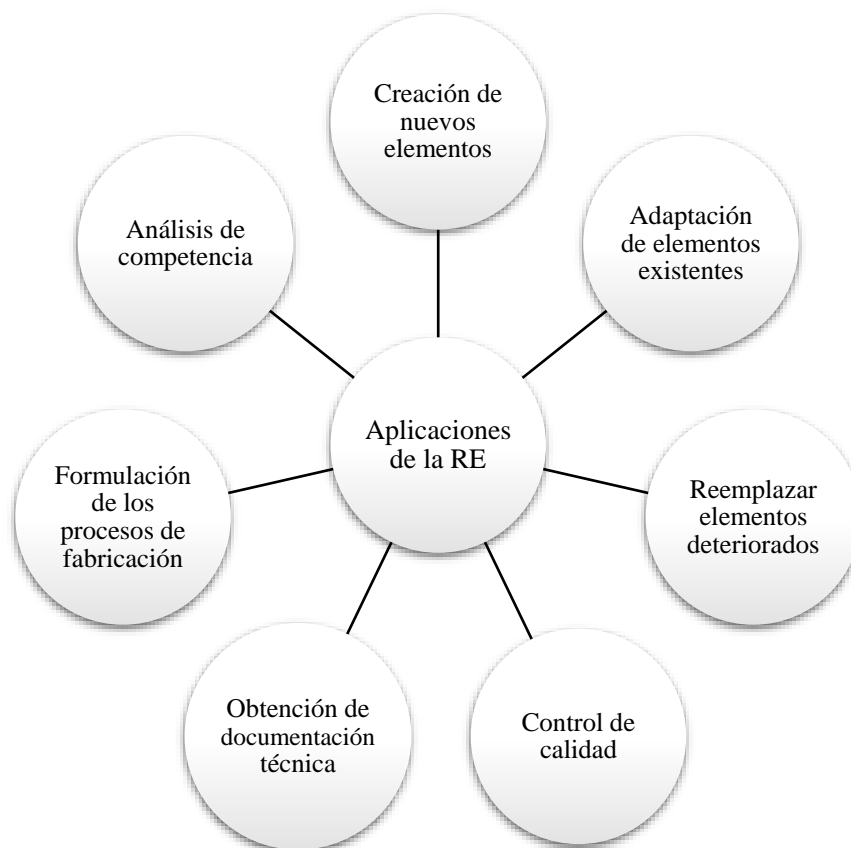 Creación de
nuevos
elementos
Adaptación
de elementos
existentes
Reemplazar
elementos
deteriorados
Control de
calidad
Obtención de
documentación
técnica
Formulación
de los
procesos de
fabricación
Análisis de
competencia
Aplicaciones
de la RE